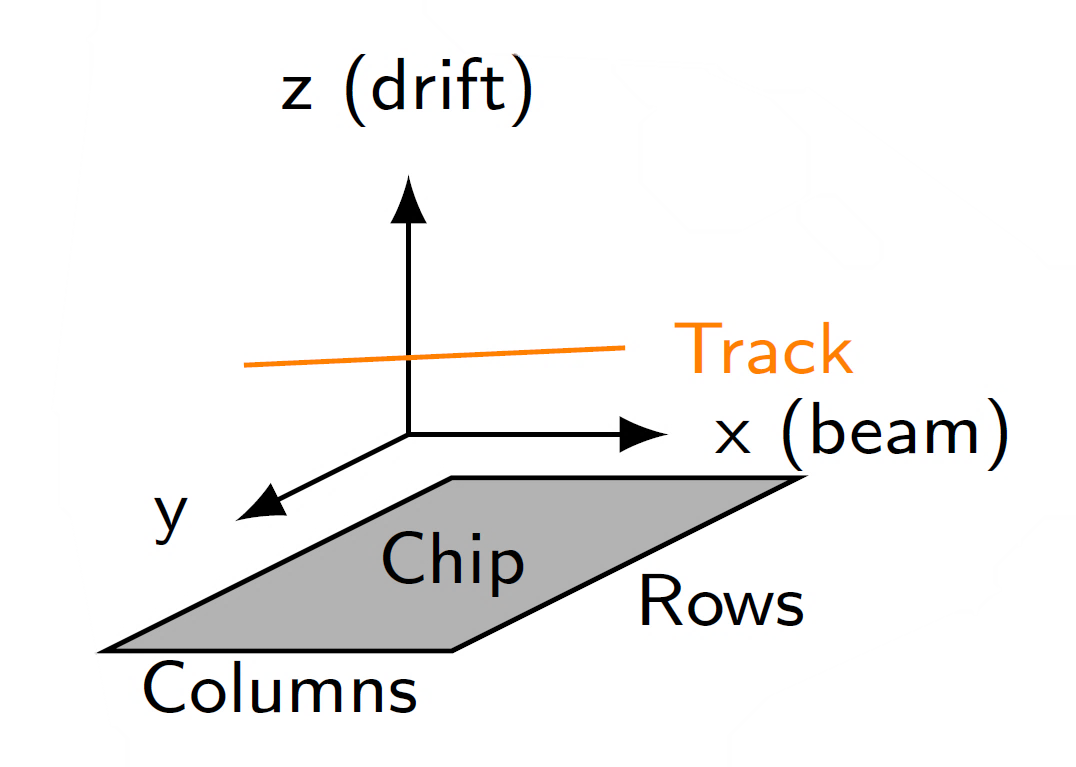 z (drift)
Track
x (beam)
y
Chip
Rows
Columns